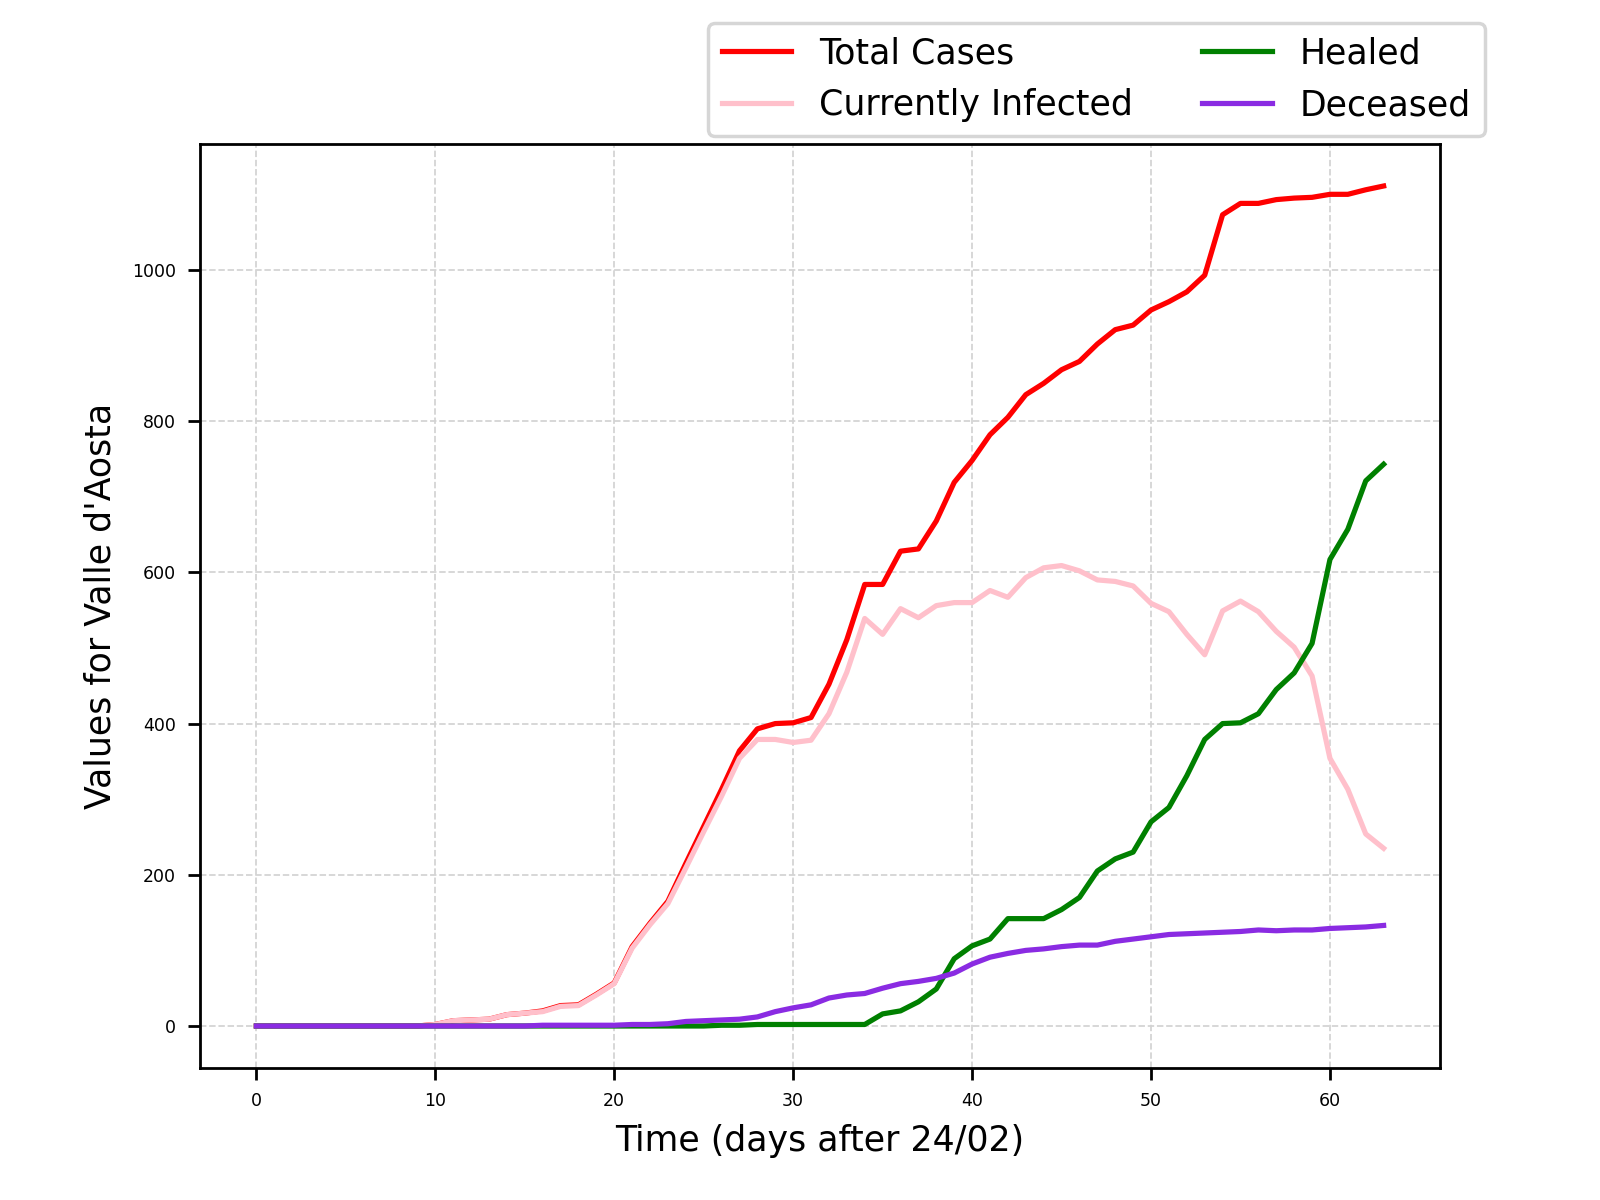 Total Cases
Currently Infected
Healed
Deceased
Values for Valle d'Aosta
1000
800
600
400
200
0
0 10 20 30 40 50 60
Time (days after 24/02)